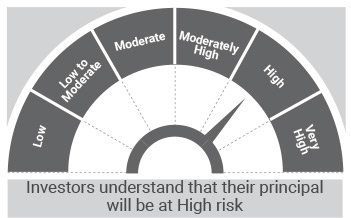 Low
Low to
Moderate
Moderate
Moderately
High
High
Very
High
Investors understand that their principal
will be at High risk